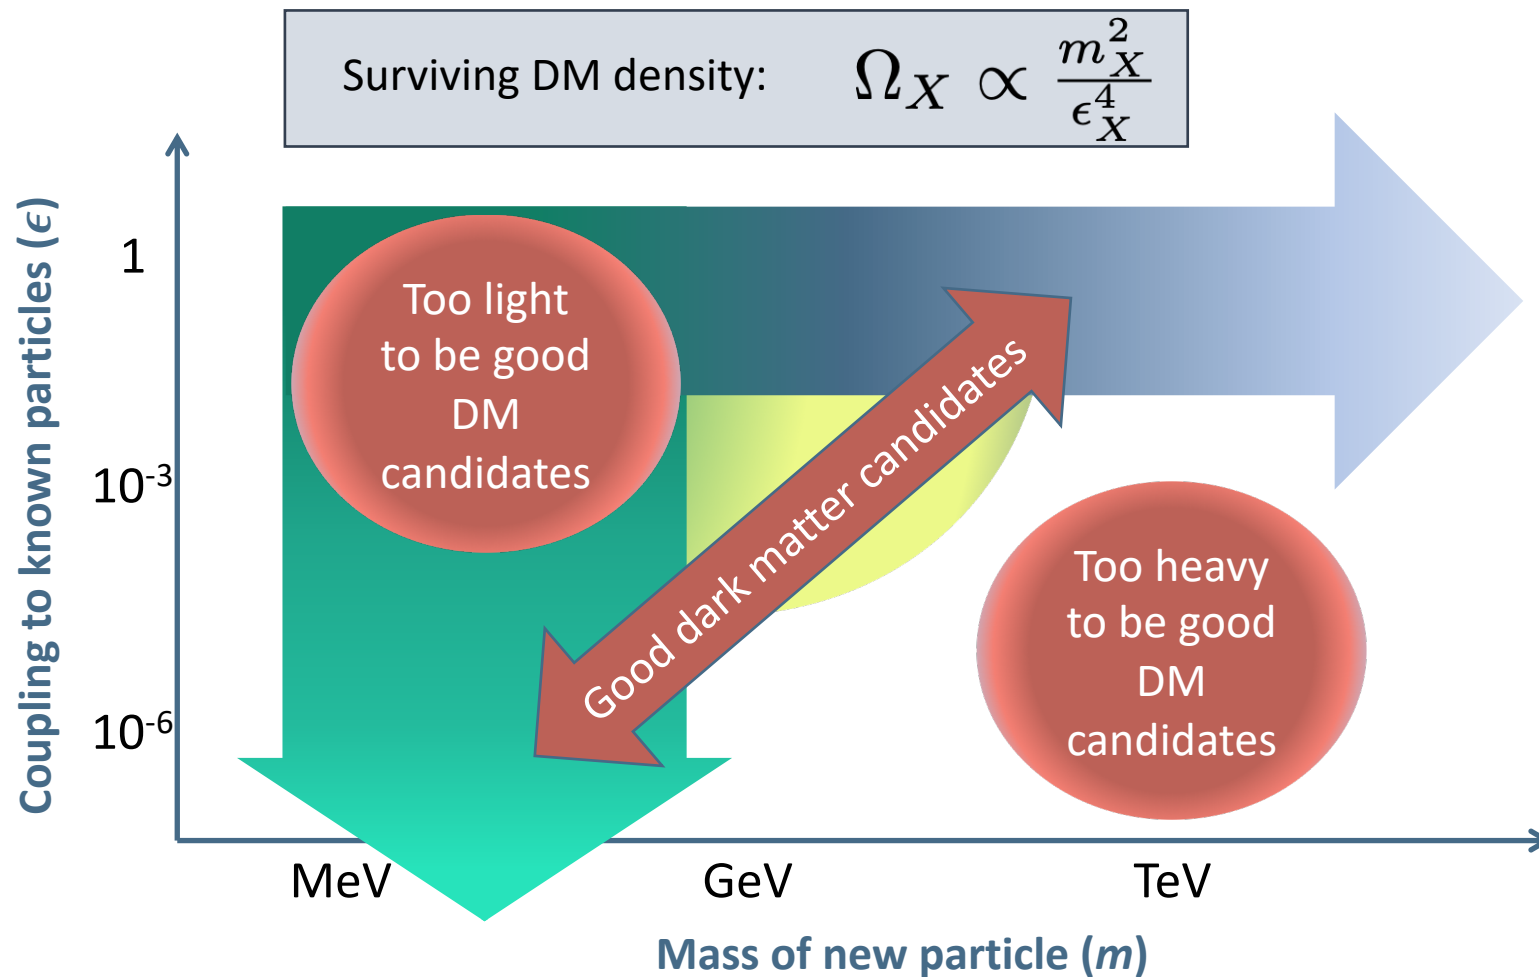 Surviving DM density: Ω_X ∝ m_X^2 / ϵ_X^4
Coupling to known particles (ϵ)
1
10^-3
10^-6
Too light
to be good
DM
candidates
Good dark matter candidates
Too heavy
to be good
DM
candidates
MeV GeV TeV
Mass of new particle (m)